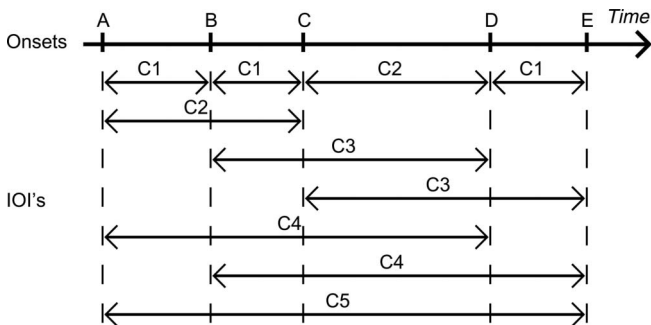 A B C D E Time
Onsets
C1 C1 C2 C1
C2
C3
C3
IOI's
C4
C4
C5